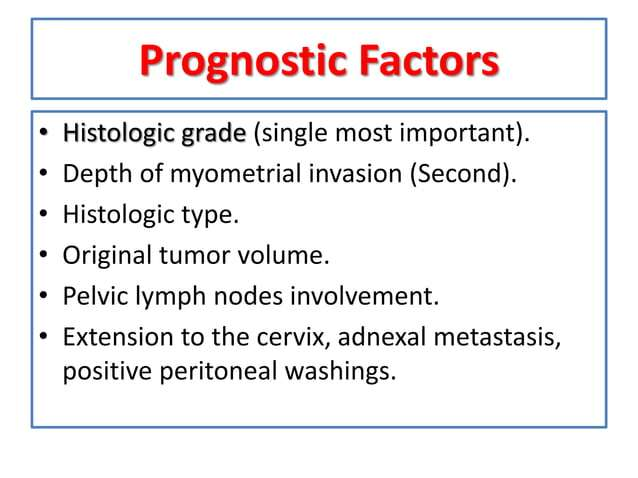 Prognostic Factors
• Histologic grade (single most important).
• Depth of myometrial invasion (Second).
• Histologic type.
• Original tumor volume.
• Pelvic lymph nodes involvement.
• Extension to the cervix, adnexal metastasis,
positive peritoneal washings.